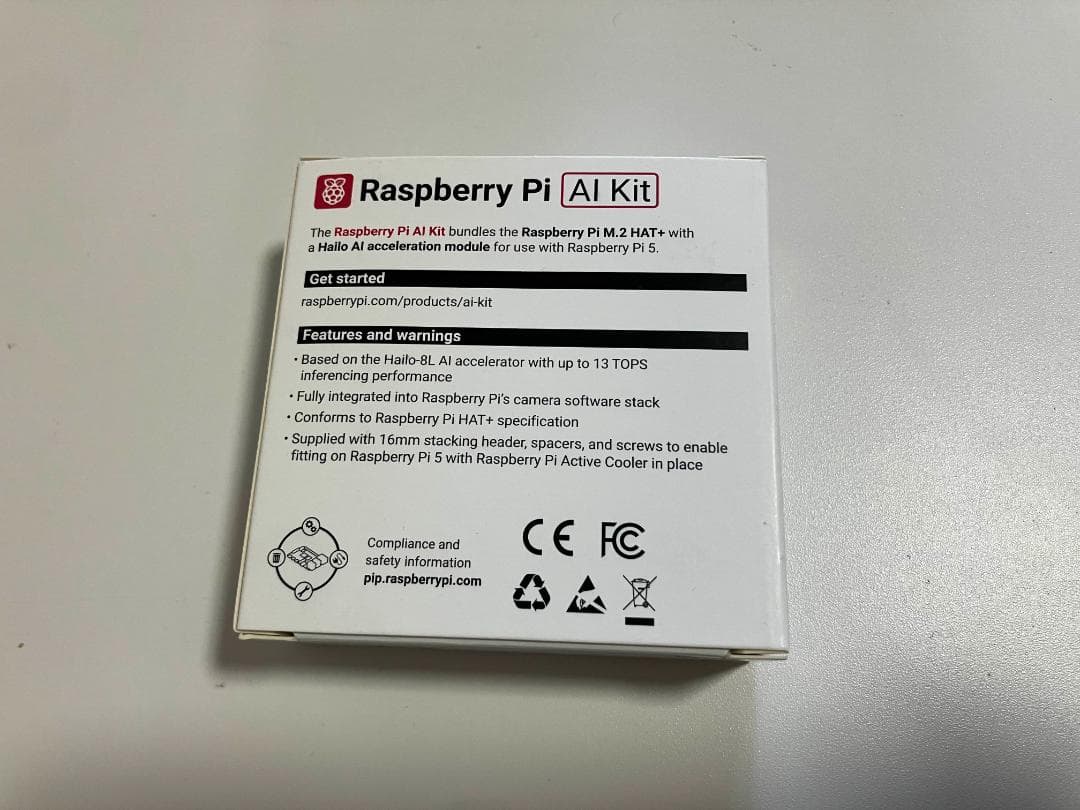 Raspberry Pi AI Kit
The Raspberry Pi AI Kit bundles the Raspberry Pi M.2 HAT+ with
a Hailo AI acceleration module for use with Raspberry Pi 5.
Get started
raspberrypi.com/products/ai-kit
Features and warnings
• Based on the Hailo-8L AI accelerator with up to 13 TOPS
inferencing performance
• Fully integrated into Raspberry Pi's camera software stack
• Conforms to Raspberry Pi HAT+ specification
• Supplied with 16mm stacking header, spacers, and screws to enable
fitting on Raspberry Pi 5 with Raspberry Pi Active Cooler in place
Compliance and
safety information
pip.raspberrypi.com
CE FC